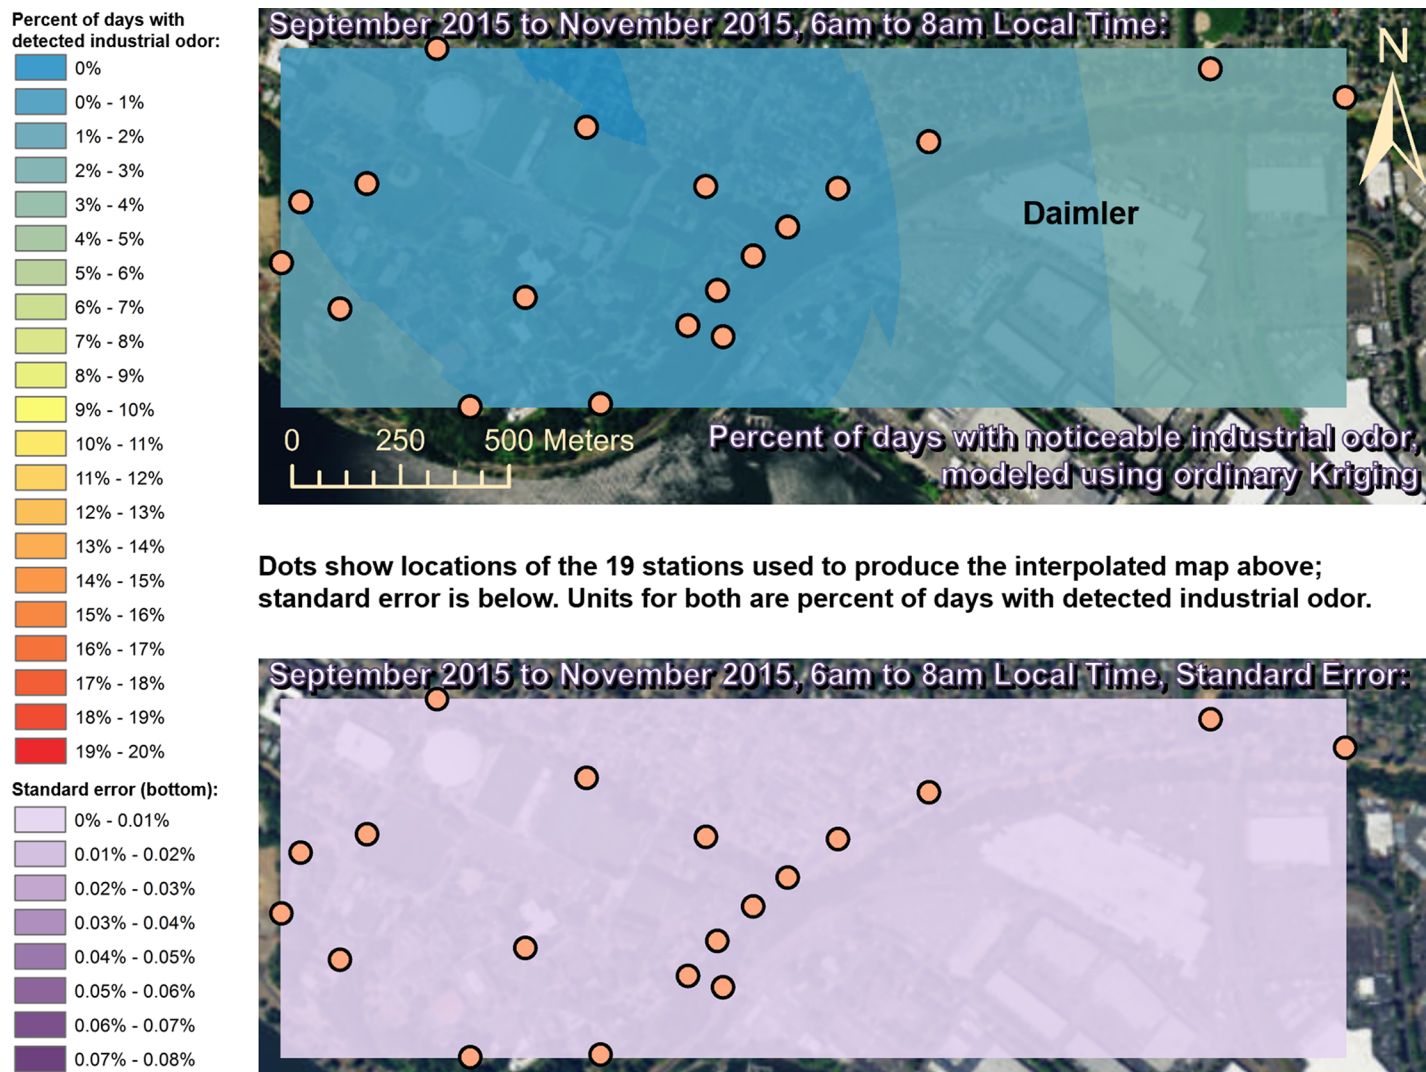 Percent of days with
detected industrial odor:
0%
0% - 1%
1% - 2%
2% - 3%
3% - 4%
4% - 5%
5% - 6%
6% - 7%
7% - 8%
8% - 9%
9% - 10%
10% - 11%
11% - 12%
12% - 13%
13% - 14%
14% - 15%
15% - 16%
16% - 17%
17% - 18%
18% - 19%
19% - 20%
Standard error (bottom):
0% - 0.01%
0.01% - 0.02%
0.02% - 0.03%
0.03% - 0.04%
0.04% - 0.05%
0.05% - 0.06%
0.06% - 0.07%
0.07% - 0.08%
September 2015 to November 2015, 6am to 8am Local Time:
N
Daimler
0 250 500 Meters
Percent of days with noticeable industrial odor,
modeled using ordinary Kriging
Dots show locations of the 19 stations used to produce the interpolated map above;
standard error is below. Units for both are percent of days with detected industrial odor.
September 2015 to November 2015, 6am to 8am Local Time, Standard Error: